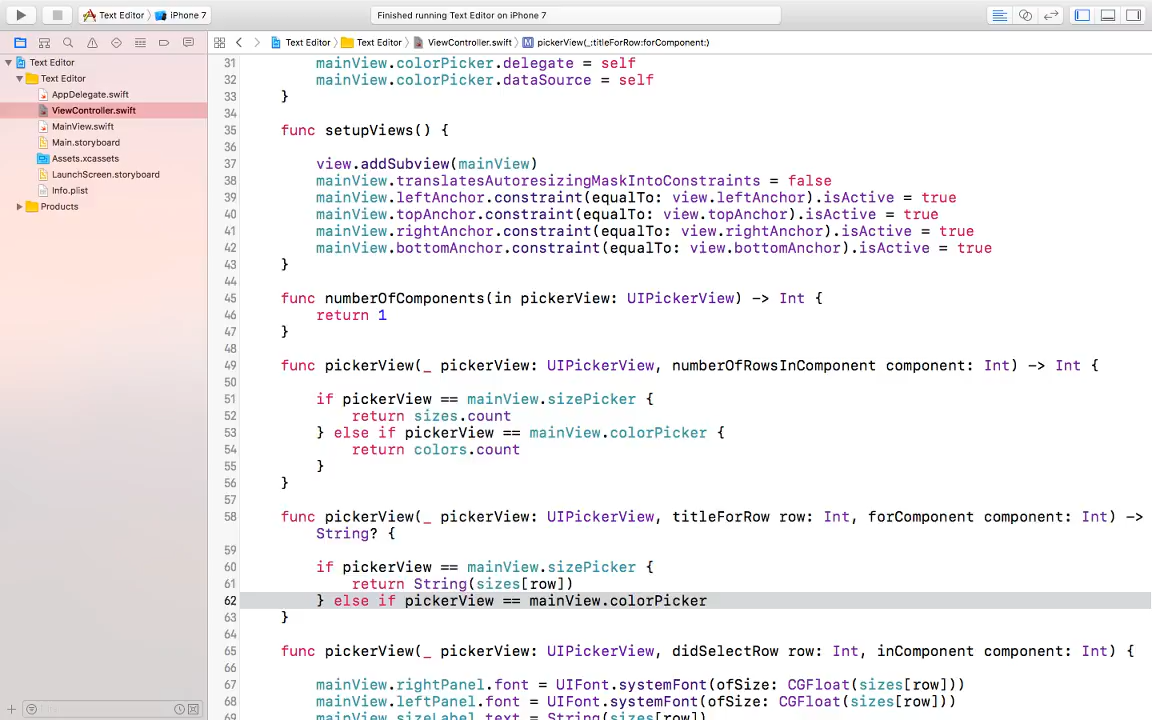 Text Editor 〉 iPhone 7
Finished running Text Editor on iPhone 7
Text Editor 〉 Text Editor 〉 ViewController.swift 〉 M pickerView(_:titleForRow:forComponent:)
Text Editor
Text Editor
AppDelegate.swift
ViewController.swift
MainView.swift
Main.storyboard
Assets.xcassets
LaunchScreen.storyboard
Info.plist
Products
31 mainView.colorPicker.delegate = self
32 mainView.colorPicker.dataSource = self
33 }
34
35 func setupViews() {
36
37 view.addSubview(mainView)
38 mainView.translatesAutoresizingMaskIntoConstraints = false
39 mainView.leftAnchor.constraint(equalTo: view.leftAnchor).isActive = true
40 mainView.topAnchor.constraint(equalTo: view.topAnchor).isActive = true
41 mainView.rightAnchor.constraint(equalTo: view.rightAnchor).isActive = true
42 mainView.bottomAnchor.constraint(equalTo: view.bottomAnchor).isActive = true
43 }
44
45 func numberOfComponents(in pickerView: UIPickerView) -> Int {
46 return 1
47 }
48
49 func pickerView(_ pickerView: UIPickerView, numberOfRowsInComponent component: Int) -> Int {
50
51 if pickerView == mainView.sizePicker {
52 return sizes.count
53 } else if pickerView == mainView.colorPicker {
54 return colors.count
55 }
56 }
57
58 func pickerView(_ pickerView: UIPickerView, titleForRow row: Int, forComponent component: Int) ->
String? {
59
60 if pickerView == mainView.sizePicker {
61 return String(sizes[row])
62 } else if pickerView == mainView.colorPicker
63 }
64
65 func pickerView(_ pickerView: UIPickerView, didSelectRow row: Int, inComponent component: Int) {
66
67 mainView.rightPanel.font = UIFont.systemFont(ofSize: CGFloat(sizes[row]))
68 mainView.leftPanel.font = UIFont.systemFont(ofSize: CGFloat(sizes[row]))
69 mainView.sizeLabel.text = String(sizes[row])